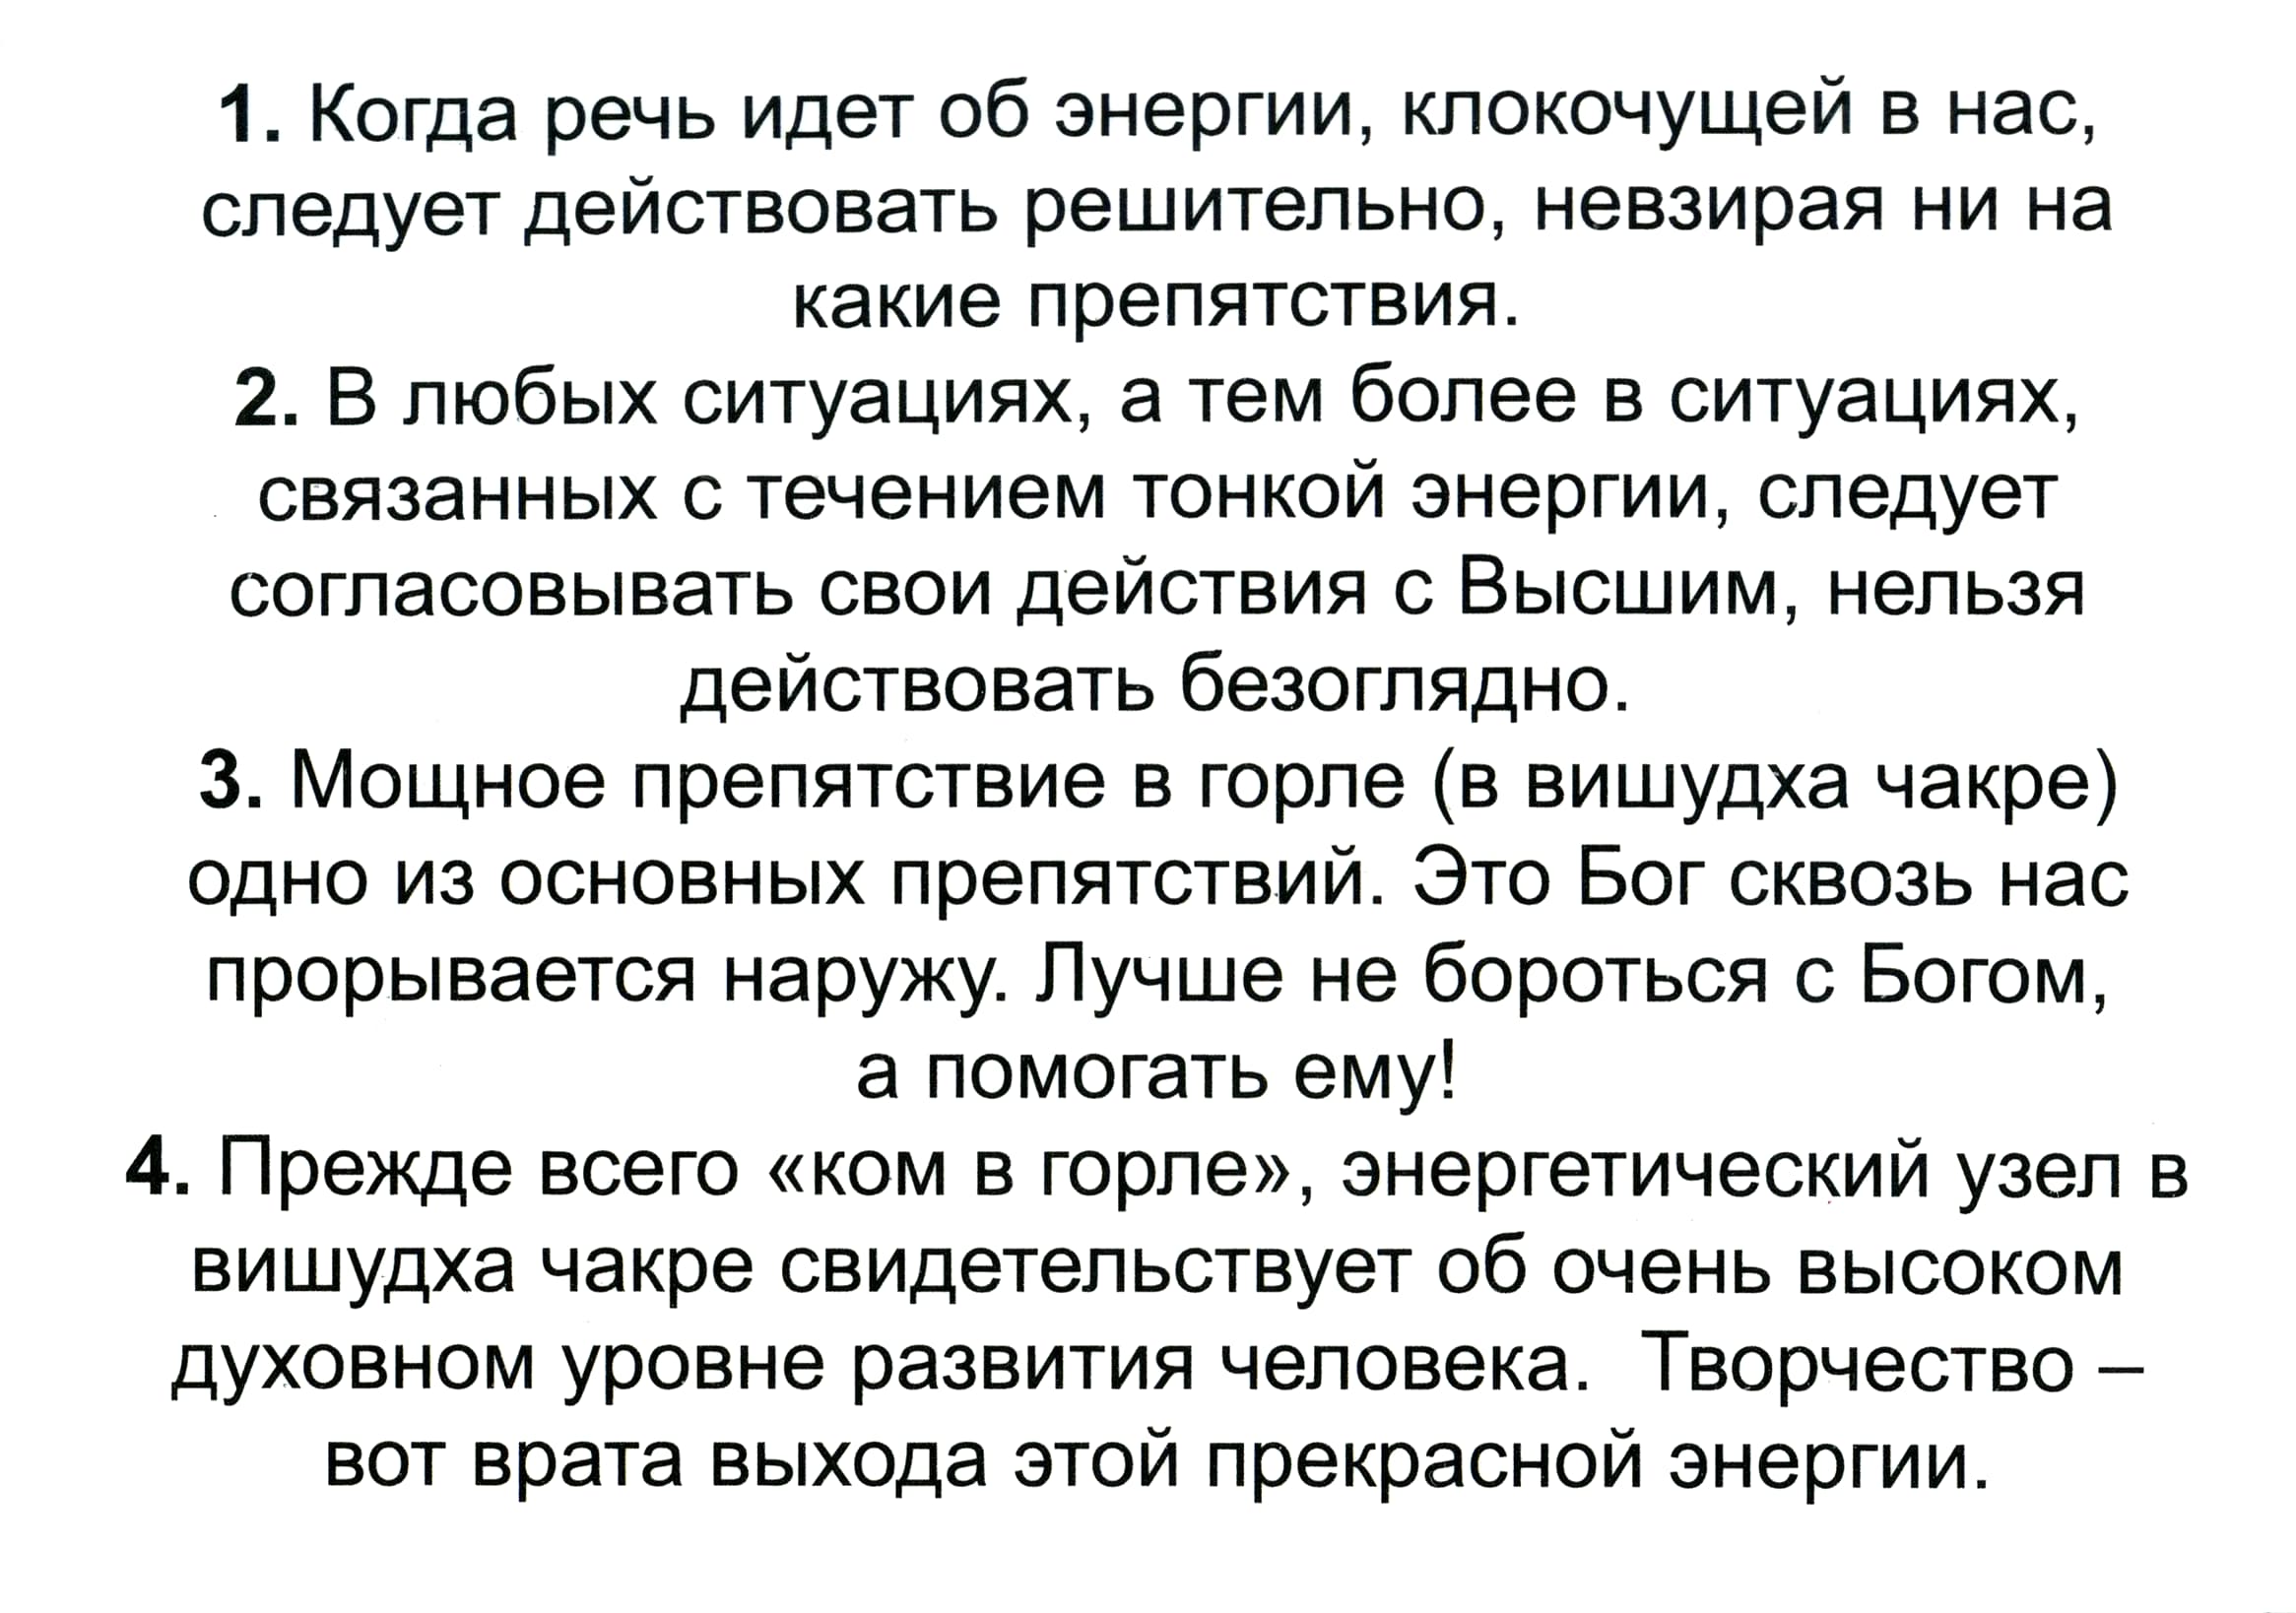 1. Когда речь идет об энергии, клокочущей в нас,
следует действовать решительно, невзирая ни на
какие препятствия.
2. В любых ситуациях, а тем более в ситуациях,
связанных с течением тонкой энергии, следует
согласовывать свои действия с Высшим, нельзя
действовать безоглядно.
3. Мощное препятствие в горле (в вишудха чакре)
одно из основных препятствий. Это Бог сквозь нас
прорывается наружу. Лучше не бороться с Богом,
а помогать ему!
4. Прежде всего «ком в горле», энергетический узел в
вишудха чакре свидетельствует об очень высоком
духовном уровне развития человека. Творчество –
вот врата выхода этой прекрасной энергии.